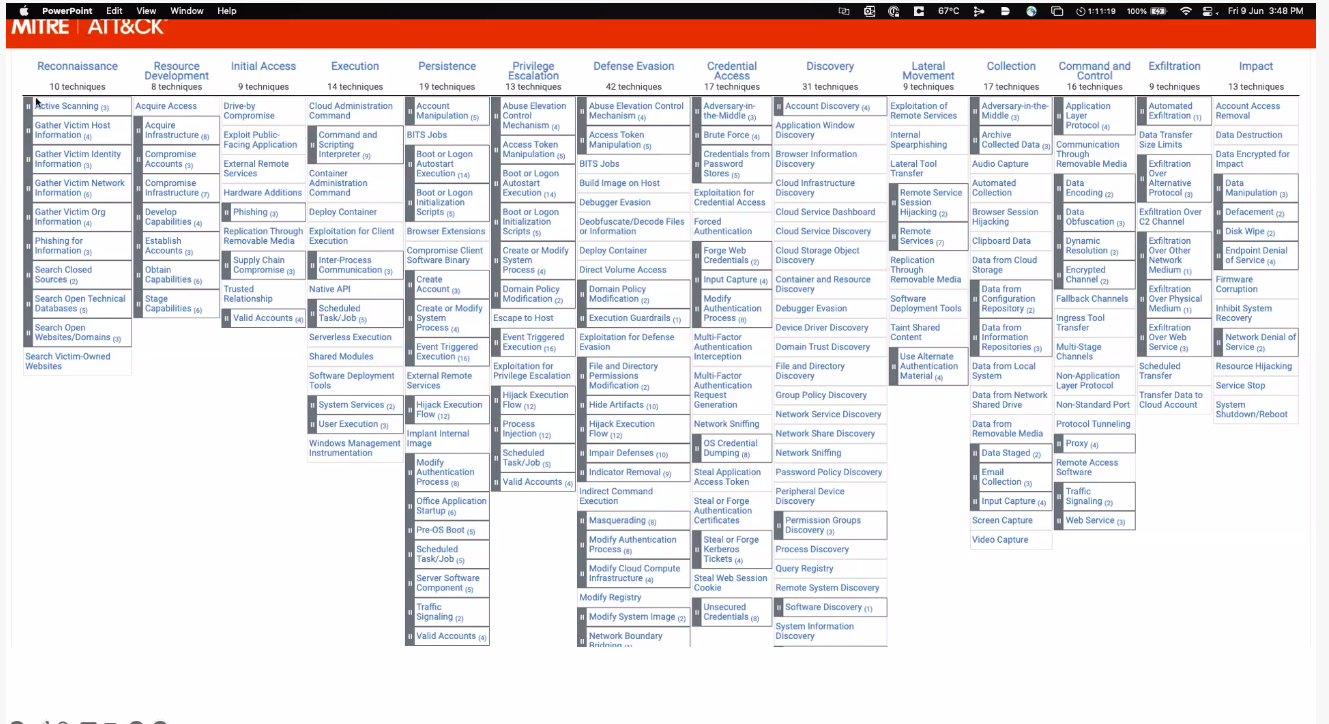 PowerPoint Edit View Window Help
67°C 1:11:19 100% Fri 9 Jun 3:48 PM
MITRE | ATT&CK
Reconnaissance
10 techniques
Active Scanning (3)
Gather Victim Host
Information (4)
Gather Victim Identity
Information (3)
Gather Victim Network
Information (6)
Gather Victim Org
Information (4)
Phishing for
Information (3)
Search Closed
Sources (2)
Search Open Technical
Databases (5)
Search Open
Websites/Domains (3)
Search Victim-Owned
Websites
Resource
Development
8 techniques
Acquire Access
Acquire
Infrastructure (8)
Compromise
Accounts (3)
Compromise
Infrastructure (7)
Develop
Capabilities (4)
Establish
Accounts (3)
Obtain
Capabilities (6)
Stage
Capabilities (6)
Initial Access
9 techniques
Drive-by
Compromise
Exploit Public-
Facing Application
External Remote
Services
Hardware Additions
Phishing (3)
Replication Through
Removable Media
Supply Chain
Compromise (3)
Trusted
Relationship
Valid Accounts (4)
Execution
14 techniques
Cloud Administration
Command
Command and
Scripting
Interpreter (9)
Container
Administration
Command
Deploy Container
Exploitation for Client
Execution
Inter-Process
Communication (3)
Native API
Scheduled
Task/Job (5)
Serverless Execution
Shared Modules
Software Deployment
Tools
System Services (2)
User Execution (3)
Windows Management
Instrumentation
Persistence
19 techniques
Account
Manipulation (5)
BITS Jobs
Boot or Logon
Autostart
Execution (14)
Boot or Logon
Initialization
Scripts (5)
Browser Extensions
Compromise Client
Software Binary
Create
Account (3)
Create or Modify
System
Process (4)
Event Triggered
Execution (16)
External Remote
Services
Hijack Execution
Flow (12)
Implant Internal
Image
Modify
Authentication
Process (8)
Office Application
Startup (6)
Pre-OS Boot (5)
Scheduled
Task/Job (5)
Server Software
Component (5)
Traffic
Signaling (2)
Valid Accounts (4)
Privilege
Escalation
13 techniques
Abuse Elevation
Control
Mechanism (4)
Access Token
Manipulation (5)
Boot or Logon
Autostart
Execution (14)
Boot or Logon
Initialization
Scripts (5)
Create or Modify
System
Process (4)
Domain Policy
Modification (2)
Escape to Host
Event Triggered
Execution (16)
Exploitation for
Privilege Escalation
Hijack Execution
Flow (12)
Process
Injection (12)
Scheduled
Task/Job (5)
Valid Accounts (4)
Defense Evasion
42 techniques
Abuse Elevation Control
Mechanism (4)
Access Token
Manipulation (5)
BITS Jobs
Build Image on Host
Debugger Evasion
Deobfuscate/Decode Files
or Information
Deploy Container
Direct Volume Access
Domain Policy
Modification (2)
Execution Guardrails (1)
Exploitation for Defense
Evasion
File and Directory
Permissions
Modification (2)
Hide Artifacts (10)
Hijack Execution
Flow (12)
Impair Defenses (10)
Indicator Removal (9)
Indirect Command
Execution
Masquerading (8)
Modify Authentication
Process (8)
Modify Cloud Compute
Infrastructure (4)
Modify Registry
Modify System Image (2)
Network Boundary
Bridging (1)
Credential
Access
17 techniques
Adversary-in-
the-Middle (3)
Brute Force (4)
Credentials from
Password
Stores (5)
Exploitation for
Credential Access
Forced
Authentication
Forge Web
Credentials (2)
Input Capture (4)
Modify
Authentication
Process (8)
Multi-Factor
Authentication
Interception
Multi-Factor
Authentication
Request
Generation
Network Sniffing
OS Credential
Dumping (8)
Steal Application
Access Token
Steal or Forge
Authentication
Certificates
Steal or Forge
Kerberos
Tickets (4)
Steal Web Session
Cookie
Unsecured
Credentials (8)
Discovery
31 techniques
Account Discovery (4)
Application Window
Discovery
Browser Information
Discovery
Cloud Infrastructure
Discovery
Cloud Service Dashboard
Cloud Service Discovery
Cloud Storage Object
Discovery
Container and Resource
Discovery
Debugger Evasion
Device Driver Discovery
Domain Trust Discovery
File and Directory
Discovery
Group Policy Discovery
Network Service Discovery
Network Share Discovery
Network Sniffing
Password Policy Discovery
Peripheral Device
Discovery
Permission Groups
Discovery (3)
Process Discovery
Query Registry
Remote System Discovery
Software Discovery (1)
System Information
Discovery
Lateral
Movement
9 techniques
Exploitation of
Remote Services
Internal
Spearphishing
Lateral Tool
Transfer
Remote Service
Session
Hijacking (2)
Remote
Services (7)
Replication
Through
Removable Media
Software
Deployment Tools
Taint Shared
Content
Use Alternate
Authentication
Material (4)
Collection
17 techniques
Adversary-in-the-
Middle (3)
Archive
Collected Data (3)
Audio Capture
Automated
Collection
Browser Session
Hijacking
Clipboard Data
Data from Cloud
Storage
Data from
Configuration
Repository (2)
Data from
Information
Repositories (3)
Data from Local
System
Data from Network
Shared Drive
Data from
Removable Media
Data Staged (2)
Email
Collection (3)
Input Capture (4)
Screen Capture
Video Capture
Command and
Control
16 techniques
Application
Layer
Protocol (4)
Communication
Through
Removable Media
Data
Encoding (2)
Data
Obfuscation (3)
Dynamic
Resolution (3)
Encrypted
Channel (2)
Fallback Channels
Ingress Tool
Transfer
Multi-Stage
Channels
Non-Application
Layer Protocol
Non-Standard Port
Protocol Tunneling
Proxy (4)
Remote Access
Software
Traffic
Signaling (2)
Web Service (3)
Exfiltration
9 techniques
Automated
Exfiltration (1)
Data Transfer
Size Limits
Exfiltration
Over
Alternative
Protocol (3)
Exfiltration Over
C2 Channel
Exfiltration
Over Other
Network
Medium (1)
Exfiltration
Over Physical
Medium (1)
Exfiltration
Over Web
Service (3)
Scheduled
Transfer
Transfer Data to
Cloud Account
Impact
13 techniques
Account Access
Removal
Data Destruction
Data Encrypted for
Impact
Data
Manipulation (3)
Defacement (2)
Disk Wipe (2)
Endpoint Denial
of Service (4)
Firmware
Corruption
Inhibit System
Recovery
Network Denial of
Service (2)
Resource Hijacking
Service Stop
System
Shutdown/Reboot